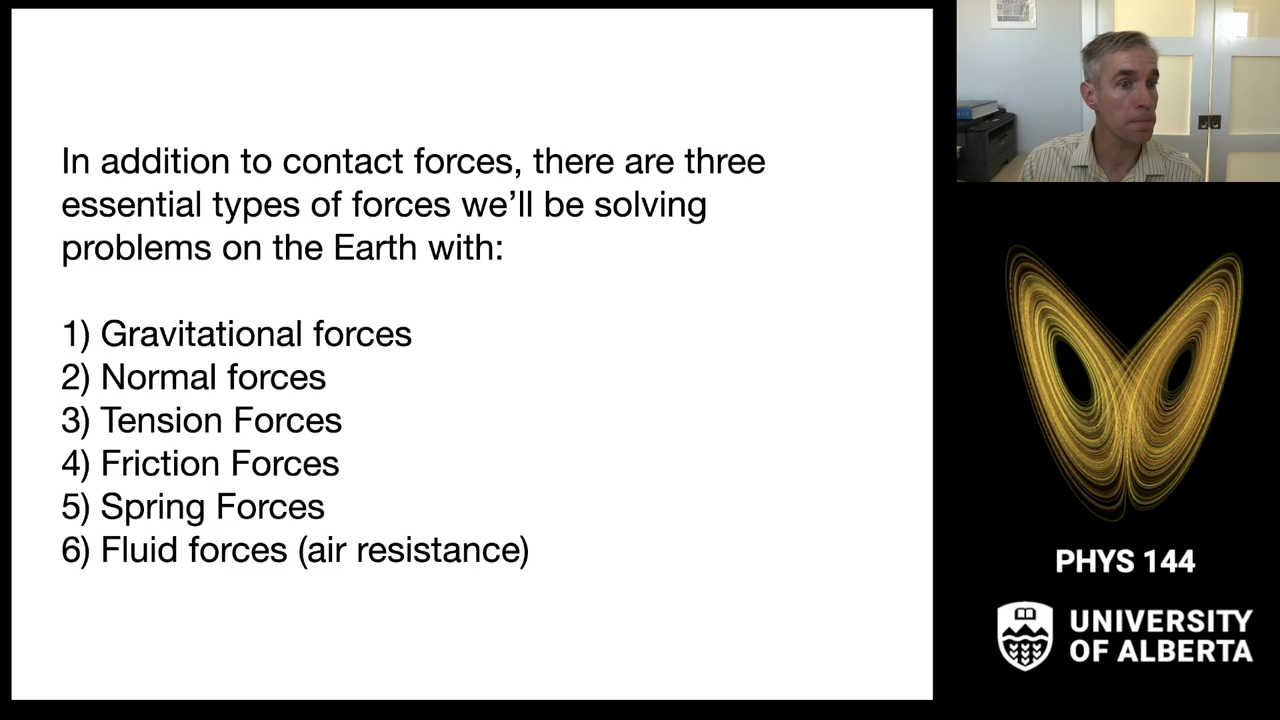 In addition to contact forces, there are three
essential types of forces we’ll be solving
problems on the Earth with:
1) Gravitational forces
2) Normal forces
3) Tension Forces
4) Friction Forces
5) Spring Forces
6) Fluid forces (air resistance)
PHYS 144
UNIVERSITY
OF ALBERTA